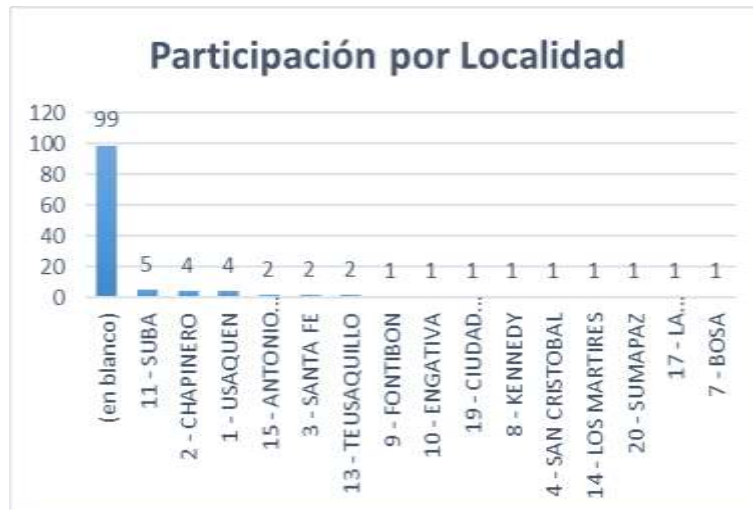 Participación por Localidad
120
100
80
60
40
20
0
99
5
4
4
2
2
2
1
1
1
1
1
1
1
1
1
(en blanco)
11 - SUBA
2 - CHAPINERO
1 - USAQUEN
15 - ANTONIO...
3 - SANTA FE
13 - TEUSAQUILLO
9 - FONTIBON
10 - ENGATIVA
19 - CIUDAD...
8 - KENNEDY
4 - SAN CRISTOBAL
14 - LOS MARTIRES
20 - SUMAPAZ
17 - LA...
7 - BOSA